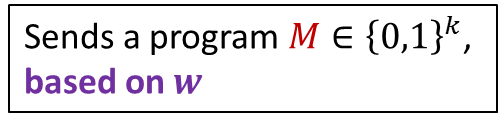 Sends a program M ∈ {0,1}ᵏ,
based on w